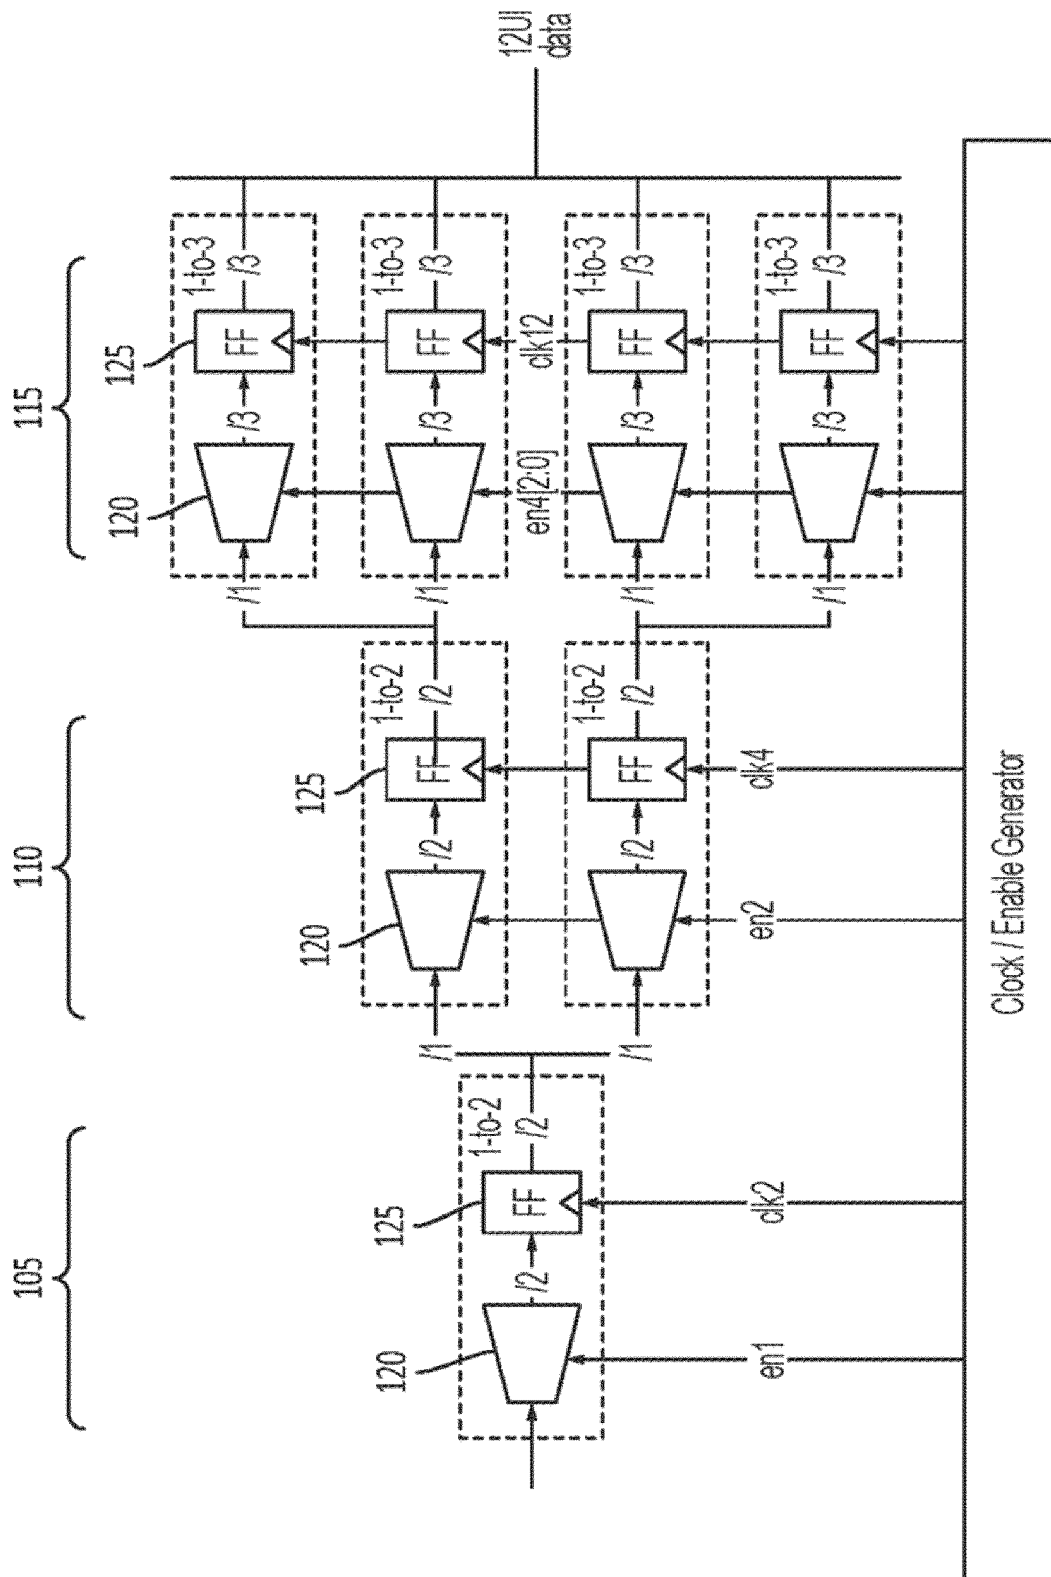 105
110
115
120
125
1-to-3
/1
/3
FF
/3
120
125
120
125
1-to-2
1-to-3
/1
/2
FF
/2
/1
/3
FF
/3
1-to-2
/2
FF
/2
en4[2:0]
clk12
12UI
data
1-to-2
1-to-3
/1
/2
FF
/2
/1
/3
FF
/3
en1
clk2
en2
clk4
1-to-3
/1
/3
FF
/3
Clock / Enable Generator